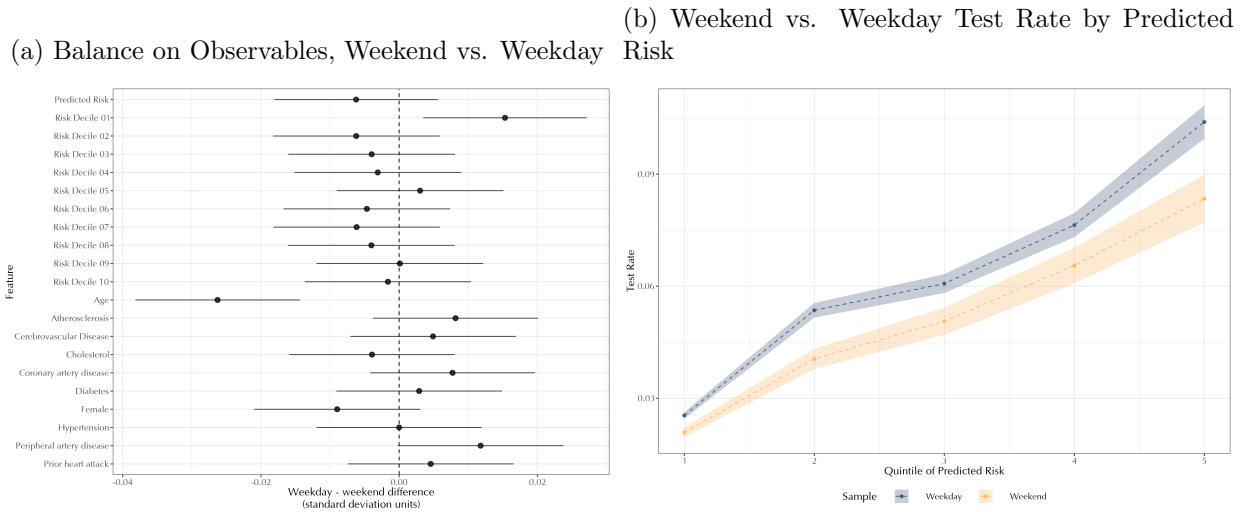 (a) Balance on Observables, Weekend vs. Weekday
Predicted Risk
Risk Decile 01
Risk Decile 02
Risk Decile 03
Risk Decile 04
Risk Decile 05
Risk Decile 06
Risk Decile 07
Risk Decile 08
Risk Decile 09
Risk Decile 10
Age
Atherosclerosis
Cerebrovascular Disease
Cholesterol
Coronary artery disease
Diabetes
Female
Hypertension
Peripheral artery disease
Prior heart attack
Feature
-0.04
-0.02
0.00
0.02
Weekday - weekend difference
(standard deviation units)
(b) Weekend vs. Weekday Test Rate by Predicted
Risk
Test Rate
0.09
0.06
0.03
1
2
3
4
5
Quintile of Predicted Risk
Sample
Weekday
Weekend